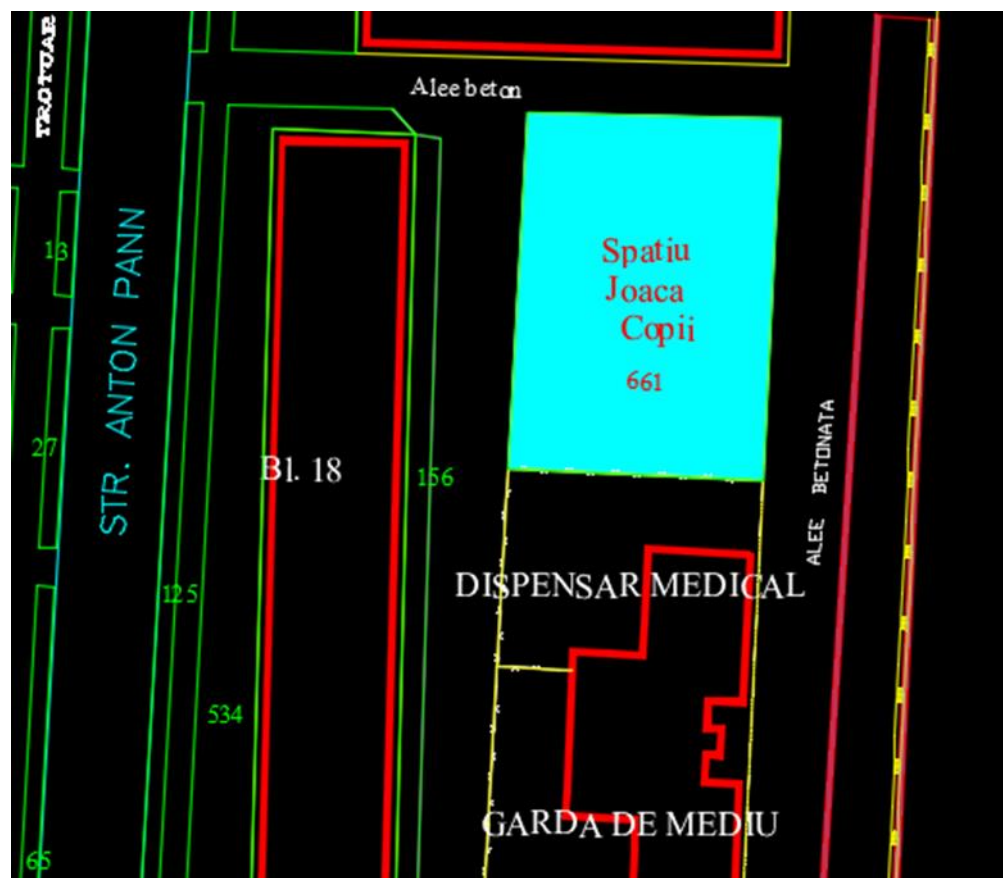 TROTUAR
Alee beton
13
STR. ANTON PANN
Spatiu
Joaca
Copii
661
27
Bl. 18
156
ALEE BETONATA
125
DISPENSAR MEDICAL
534
GARDA DE MEDIU
65